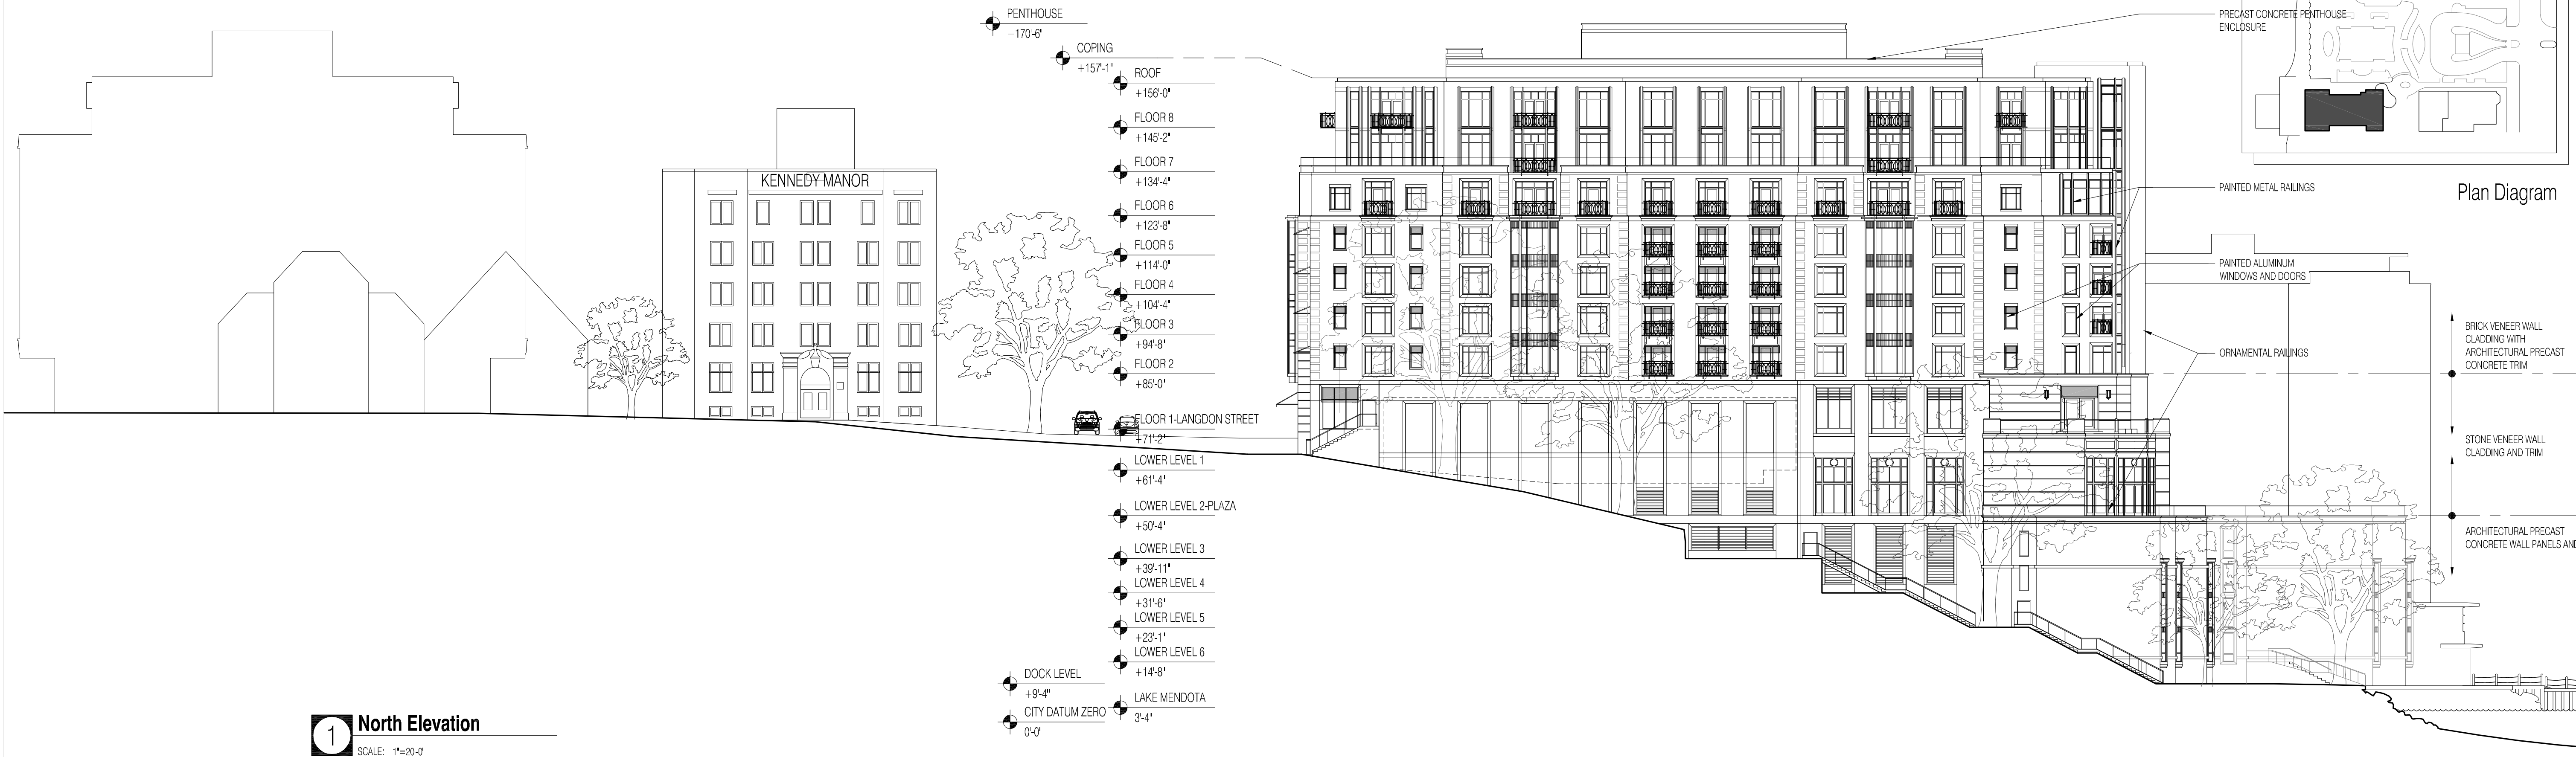 PENTHOUSE
+170'-6"
COPING
+157'-1"
ROOF
+156'-0"
FLOOR 8
+145'-2"
FLOOR 7
+134'-4"
FLOOR 6
+123'-8"
FLOOR 5
+114'-0"
FLOOR 4
+104'-4"
FLOOR 3
+94'-8"
FLOOR 2
+85'-0"
FLOOR 1-LANGDON STREET
+71'-2"
LOWER LEVEL 1
+61'-4"
LOWER LEVEL 2-PLAZA
+50'-4"
LOWER LEVEL 3
+39'-11"
LOWER LEVEL 4
+31'-6"
LOWER LEVEL 5
+23'-1"
LOWER LEVEL 6
+14'-8"
DOCK LEVEL
+9'-4"
LAKE MENDOTA
3'-4"
CITY DATUM ZERO
0'-0"
KENNEDY MANOR
PRECAST CONCRETE PENTHOUSE
ENCLOSURE
PAINTED METAL RAILINGS
PAINTED ALUMINUM
WINDOWS AND DOORS
ORNAMENTAL RAILINGS
Plan Diagram
BRICK VENEER WALL
CLADDING WITH
ARCHITECTURAL PRECAST
CONCRETE TRIM
STONE VENEER WALL
CLADDING AND TRIM
ARCHITECTURAL PRECAST
CONCRETE WALL PANELS AND
1
North Elevation
SCALE: 1"=20'-0"